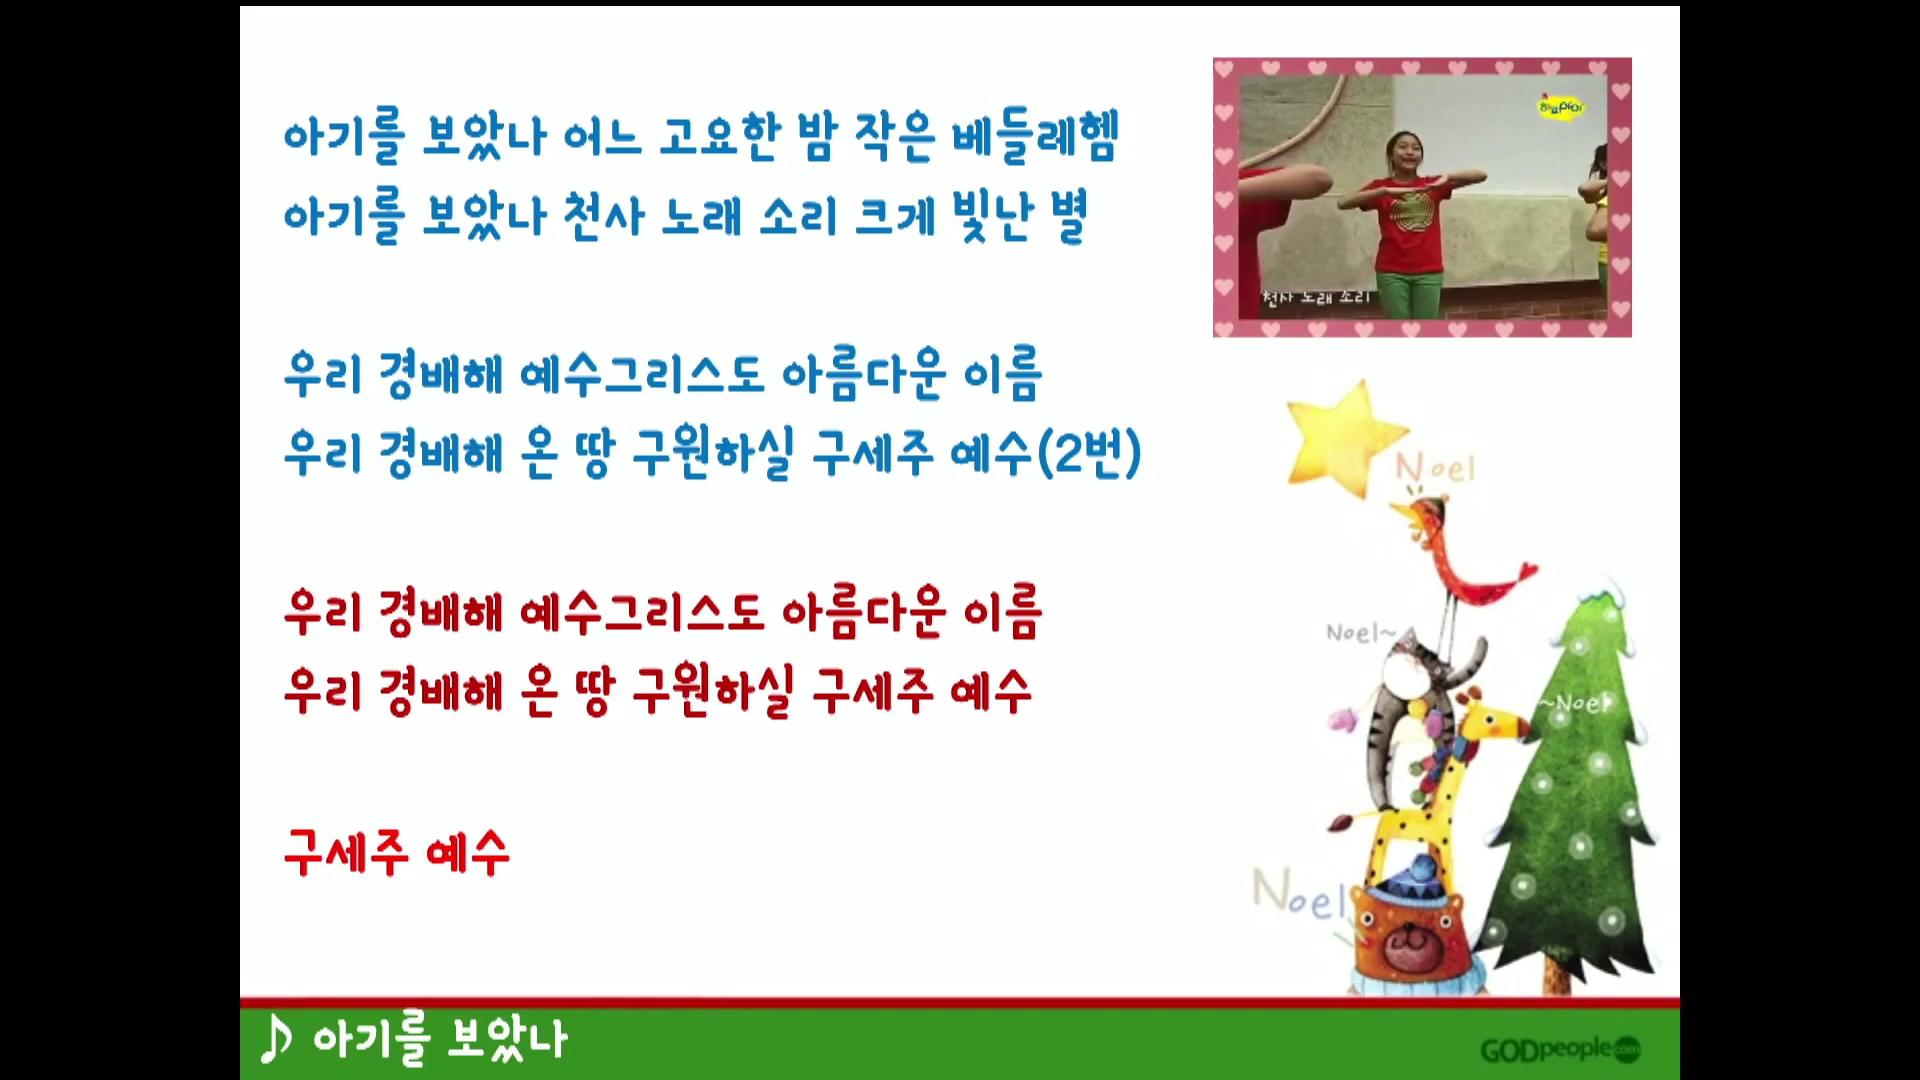 아기를 보았나 어느 고요한 밤 작은 베들레헴
아기를 보았나 천사 노래 소리 크게 빛난 별
우리 경배해 예수그리스도 아름다운 이름
우리 경배해 온 땅 구원하실 구세주 예수(2번)
우리 경배해 예수그리스도 아름다운 이름
우리 경배해 온 땅 구원하실 구세주 예수
구세주 예수
천사 노래 소리
Noel
Noel~
~Noel
Noel
♪ 아기를 보았나
GODpeople.com